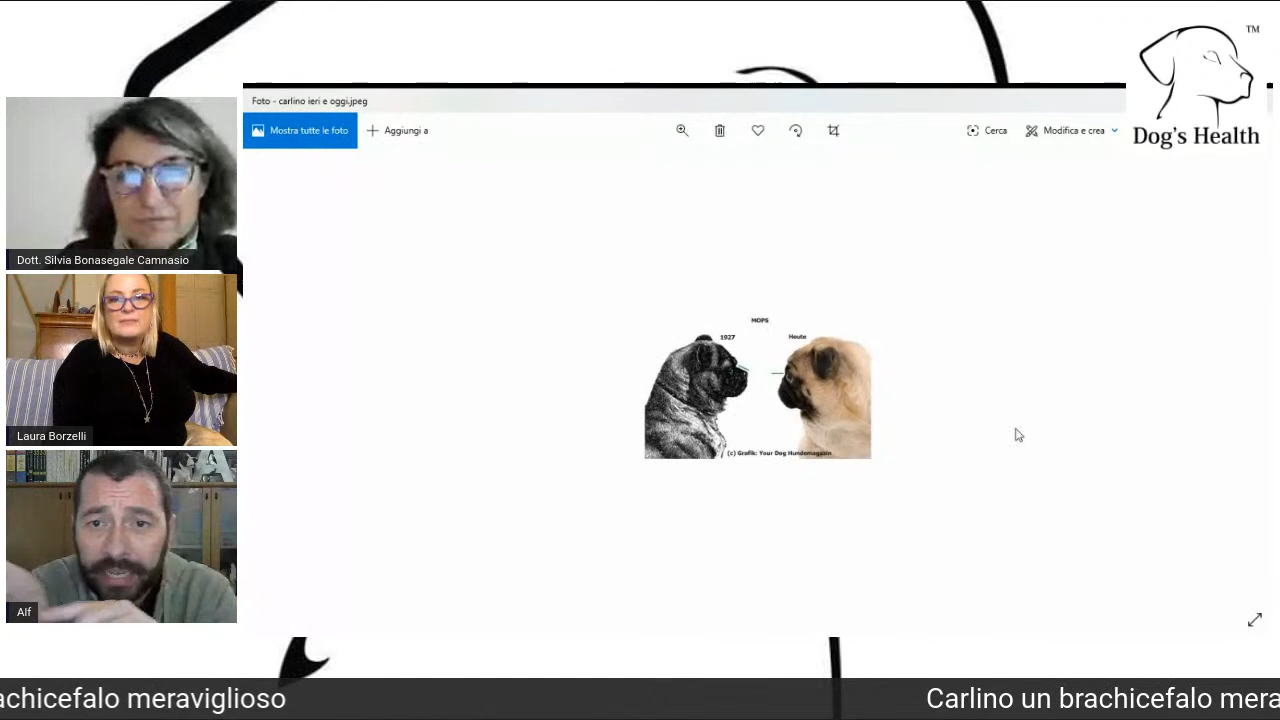 TM
Dog's Health
Foto - carlino ieri e oggi.jpeg
Mostra tutte le foto
Aggiungi a
Cerca
Modifica e crea
Dott. Silvia Bonasegale Camnasio
Laura Borzelli
Alf
MOPS
1927
Heute
(c) Grafik: Your Dog Hundemagazin
achicefalo meraviglioso
Carlino un brachicefalo mera